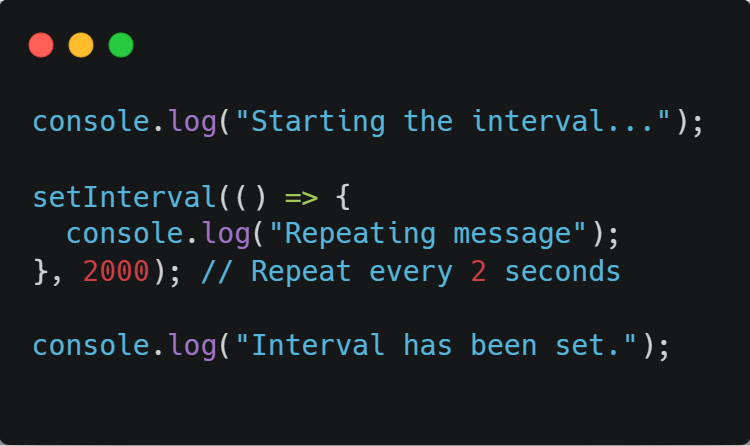 console.log("Starting the interval...");
setInterval(() => {
  console.log("Repeating message");
}, 2000); // Repeat every 2 seconds
console.log("Interval has been set.");